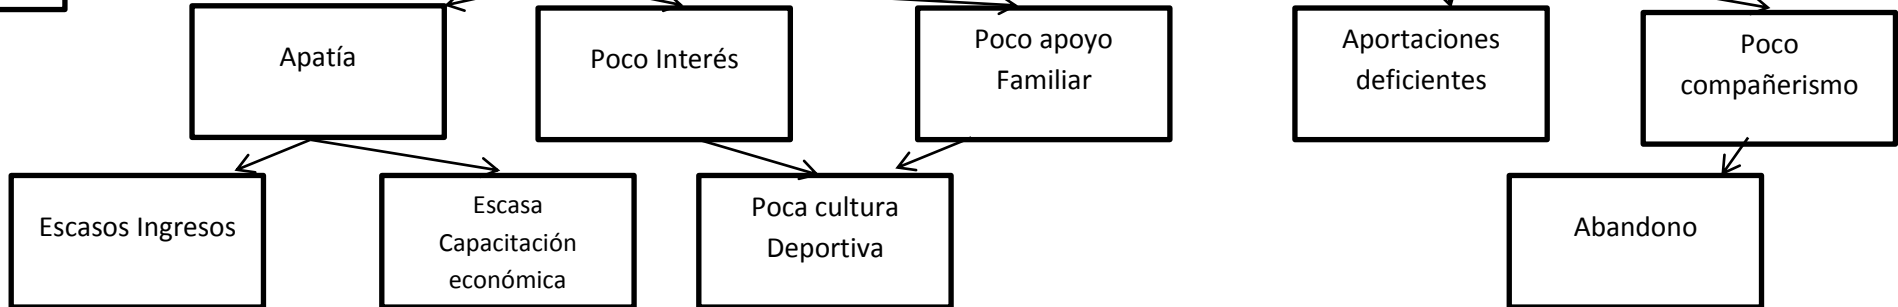 Apatía
Poco Interés
Poco apoyo
Familiar
Aportaciones
deficientes
Poco
compañerismo
Escasos Ingresos
Escasa
Capacitación
económica
Poca cultura
Deportiva
Abandono